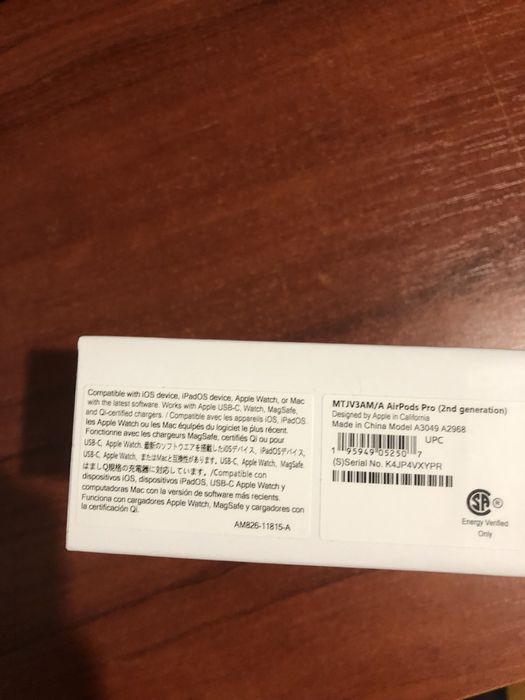 Compatible with iOS device, iPadOS device, Apple Watch, or Mac
with the latest software. Works with Apple USB-C, Watch, MagSafe,
and Qi-certified chargers. / Compatible avec les appareils iOS, iPadOS
les Apple Watch ou les Mac équipés du logiciel le plus récent.
Fonctionne avec les chargeurs MagSafe, certifiés Qi ou pour
USB-C, Apple Watch. 最新のソフトウエアを搭載したiOSデバイス、iPadOSデバイス,
Apple Watch, またはMacと互換性があります。USB-C, Apple Watch, MagSafe,
はまし Q規格の充電器に対応しています。/Compatible con
dispositivos iOS, dispositivos iPadOS, USB-C Apple Watch y
computadoras Mac con la versión de software más recientes.
Funciona con cargadores Apple Watch, MagSafe y cargadores con
la certificación Qi.
AM826-11815-A
MTJV3AM/A AirPods Pro (2nd generation)
Designed by Apple in California
Made in China Model A3049 A2968
UPC
1 95949 05250 7
(S)Serial No. K4JP4VXYPR
SA
Energy Verified
Only